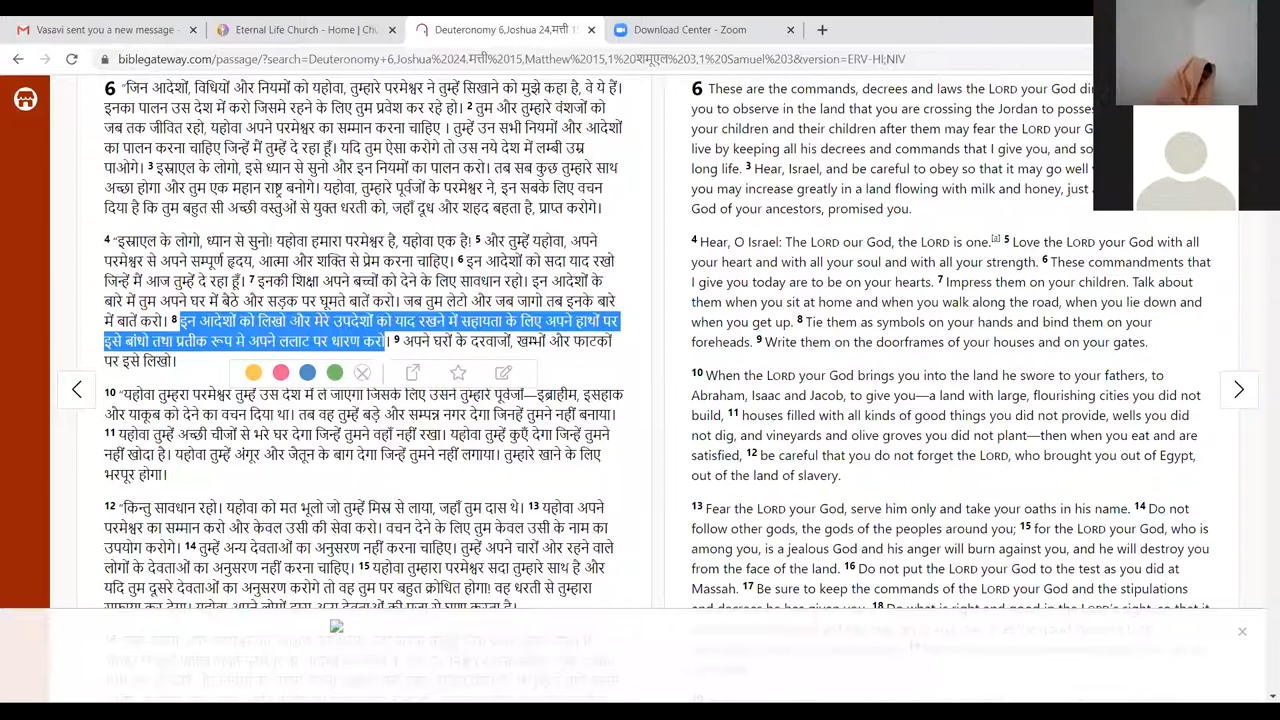 Vasavi sent you a new message -
Eternal Life Church - Home | Chu
Deuteronomy 6,Joshua 24,मत्ती 15
Download Center - Zoom
biblegateway.com/passage/?search=Deuteronomy+6,Joshua%2024,मत्ती%2015,Matthew%2015,1%20शमूएल%203,1%20Samuel%203&version=ERV-HI;NIV
6 “जिन आदेशों, विधियों और नियमों को यहोवा, तुम्हारे परमेश्वर ने तुम्हें सिखाने को मुझे कहा है, वे ये हैं।
इनका पालन उस देश में करो जिसमे रहने के लिए तुम प्रवेश कर रहे हो। 2 तुम और तुम्हारे वंशजों को
जब तक जीवित रहो, यहोवा अपने परमेश्वर का सम्मान करना चाहिए । तुम्हें उन सभी नियमों और आदेशों
का पालन करना चाहिए जिन्हें मैं तुम्हें दे रहा हूँ। यदि तुम ऐसा करोगे तो उस नये देश में लम्बी उम्र
पाओगे। 3 इस्राएल के लोगो, इसे ध्यान से सुनो और इन नियमों का पालन करो। तब सब कुछ तुम्हारे साथ
अच्छा होगा और तुम एक महान राष्ट्र बनोगे। यहोवा, तुम्हारे पूर्वजों के परमेश्वर ने, इन सबके लिए वचन
दिया है कि तुम बहुत सी अच्छी वस्तुओं से युक्त धरती को, जहाँ दूध और शहद बहता है, प्राप्त करोगे।
4 “इस्राएल के लोगो, ध्यान से सुनो! यहोवा हमारा परमेश्वर है, यहोवा एक है! 5 और तुम्हें यहोवा, अपने
परमेश्वर से अपने सम्पूर्ण हृदय, आत्मा और शक्ति से प्रेम करना चाहिए। 6 इन आदेशों को सदा याद रखो
जिन्हें मैं आज तुम्हें दे रहा हूँ। 7 इनकी शिक्षा अपने बच्चों को देने के लिए सावधान रहो। इन आदेशों के
बारे में तुम अपने घर में बैठे और सड़क पर घूमते बातें करो। जब तुम लेटो और जब जागो तब इनके बारे
में बातें करो। 8 इन आदेशों को लिखो और मेरे उपदेशों को याद रखने में सहायता के लिए अपने हाथों पर
इसे बांधो तथा प्रतीक रूप मे अपने ललाट पर धारण करो। 9 अपने घरों के दरवाजों, खम्भों और फाटकों
पर इसे लिखो।
10 “यहोवा तुम्हरा परमेश्वर तुम्हें उस देश में ले जाएगा जिसके लिए उसने तुम्हारे पूर्वजों—इब्राहीम, इसहाक
और याकूब को देने का वचन दिया था। तब वह तुम्हें बड़े और सम्पन्न नगर देगा जिनहें तुमने नहीं बनाया।
11 यहोवा तुम्हें अच्छी चीजों से भरे घर देगा जिन्हें तुमने वहाँ नहीं रखा। यहोवा तुम्हें कुएँ देगा जिन्हें तुमने
नहीं खोदा है। यहोवा तुम्हें अंगूर और जैतून के बाग देगा जिन्हें तुमने नहीं लगाया। तुम्हारे खाने के लिए
भरपूर होगा।
12 “किन्तु सावधान रहो। यहोवा को मत भूलो जो तुम्हें मिस्र से लाया, जहाँ तुम दास थे। 13 यहोवा अपने
परमेश्वर का सम्मान करो और केवल उसी की सेवा करो। वचन देने के लिए तुम केवल उसी के नाम का
उपयोग करोगे। 14 तुम्हें अन्य देवताओं का अनुसरण नहीं करना चाहिए। तुम्हें अपने चारों ओर रहने वाले
लोगों के देवताओं का अनुसरण नहीं करना चाहिए। 15 यहोवा तुम्हारा परमेश्वर सदा तुम्हारे साथ है और
यदि तुम दूसरे देवताओं का अनुसरण करोगे तो वह तुम पर बहुत क्रोधित होगा! वह धरती से तुम्हारा
6 These are the commands, decrees and laws the LORD your God dir
you to observe in the land that you are crossing the Jordan to posse
your children and their children after them may fear the LORD your G
live by keeping all his decrees and commands that I give you, and so
long life. 3 Hear, Israel, and be careful to obey so that it may go well
you may increase greatly in a land flowing with milk and honey, just
God of your ancestors, promised you.
4 Hear, O Israel: The LORD our God, the LORD is one.[a] 5 Love the LORD your God with all
your heart and with all your soul and with all your strength. 6 These commandments that
I give you today are to be on your hearts. 7 Impress them on your children. Talk about
them when you sit at home and when you walk along the road, when you lie down and
when you get up. 8 Tie them as symbols on your hands and bind them on your
foreheads. 9 Write them on the doorframes of your houses and on your gates.
10 When the LORD your God brings you into the land he swore to your fathers, to
Abraham, Isaac and Jacob, to give you—a land with large, flourishing cities you did not
build, 11 houses filled with all kinds of good things you did not provide, wells you did
not dig, and vineyards and olive groves you did not plant—then when you eat and are
satisfied, 12 be careful that you do not forget the LORD, who brought you out of Egypt,
out of the land of slavery.
13 Fear the LORD your God, serve him only and take your oaths in his name. 14 Do not
follow other gods, the gods of the peoples around you; 15 for the LORD your God, who is
among you, is a jealous God and his anger will burn against you, and he will destroy you
from the face of the land. 16 Do not put the LORD your God to the test as you did at
Massah. 17 Be sure to keep the commands of the LORD your God and the stipulations
and decrees he has given you. 18 Do what is right and good in the LORD's sight, so that it